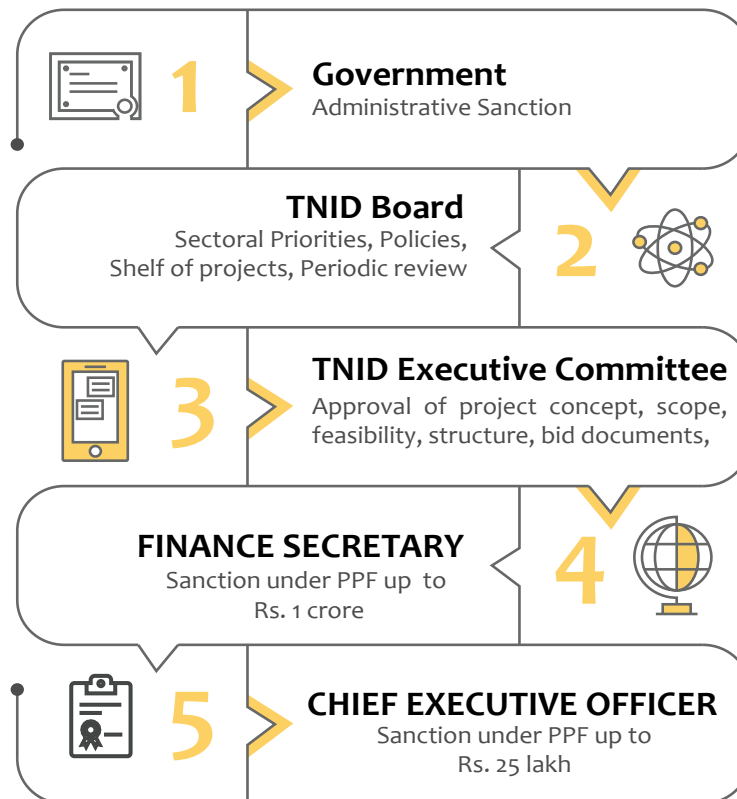 1
Government
Administrative Sanction
TNID Board
Sectoral Priorities, Policies,
Shelf of projects, Periodic review
2
3
TNID Executive Committee
Approval of project concept, scope,
feasibility, structure, bid documents,
FINANCE SECRETARY
Sanction under PPF up to
Rs. 1 crore
4
5
CHIEF EXECUTIVE OFFICER
Sanction under PPF up to
Rs. 25 lakh